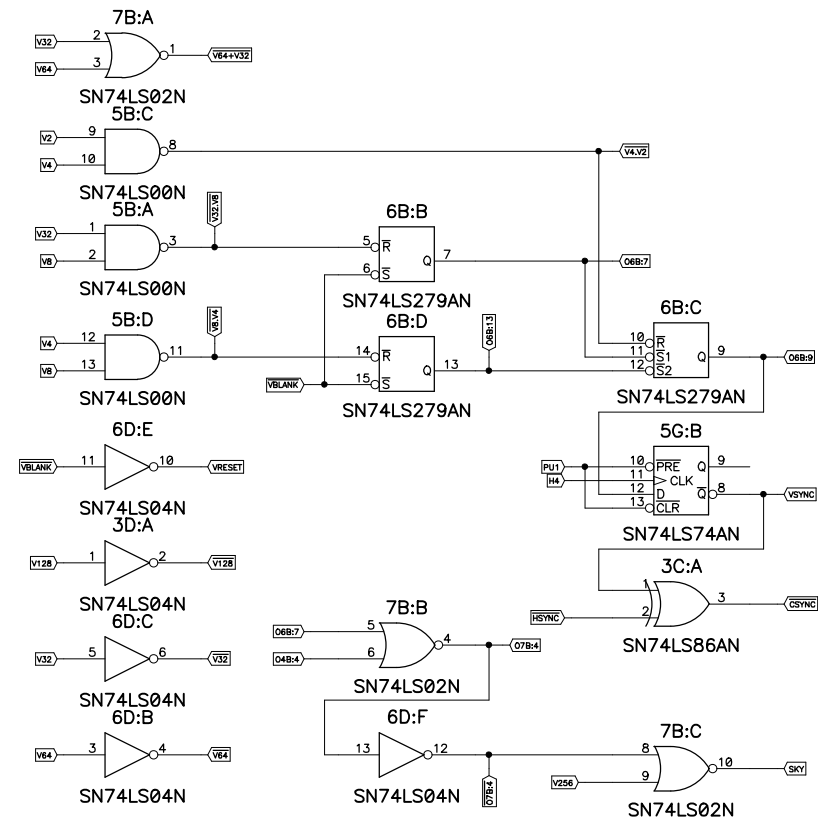 7B:A
V32 2
V64 3
1 V64+V32
SN74LS02N
5B:C
V2 9
V4 10
8 V4.V2
SN74LS00N
5B:A
V32 1
V8 2
3 V32.V8
SN74LS00N
6B:B
5 R
6 S
Q 7 O6B:7
SN74LS279AN
5B:D
V4 12
V8 13
11 V8.V4
SN74LS00N
6B:D
14 R
VBLANK 15 S
Q 13 O6B:13
SN74LS279AN
6B:C
10 R
11 S1
12 S2
Q 9 O6B:9
SN74LS279AN
6D:E
VBLANK 11 10 VRESET
SN74LS04N
5G:B
PU1 10 PRE Q 9
H4 11 CLK
12 D Q 8 VSYNC
13 CLR
SN74LS74AN
3D:A
V128 1 2 V128
SN74LS04N
3C:A
1
HSYNC 2
3 CSYNC
SN74LS86AN
6D:C
V32 5 6 V32
SN74LS04N
7B:B
O6B:7 5
O4B:4 6
4 O7B:4
SN74LS02N
6D:B
V64 3 4 V64
SN74LS04N
6D:F
13 12 O7B:4
SN74LS04N
7B:C
8
V256 9
10 SKY
SN74LS02N